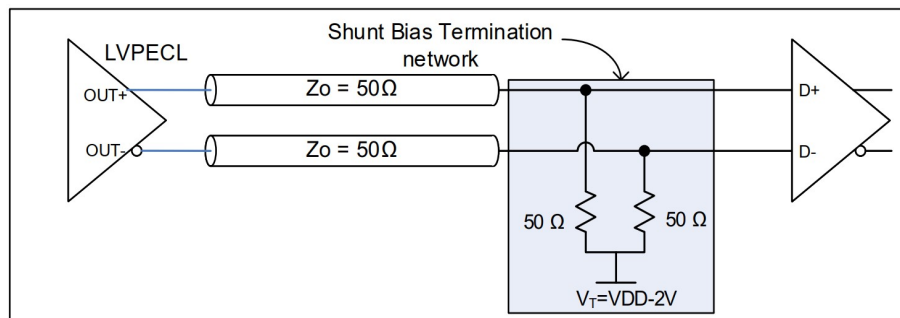 Shunt Bias Termination
network
LVPECL
OUT+
Zo = 50Ω
D+
OUT-
Zo = 50Ω
D-
50 Ω
50 Ω
V_T=VDD-2V